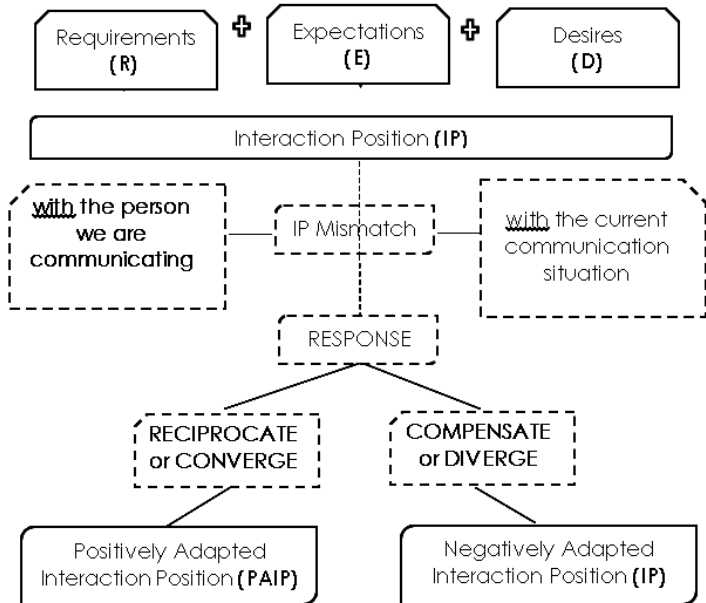 Requirements
(R)
Expectations
(E)
Desires
(D)
Interaction Position (IP)
with the person
we are
communicating
IP Mismatch
with the current
communication
situation
RESPONSE
RECIPROCATE
or CONVERGE
COMPENSATE
or DIVERGE
Positively Adapted
Interaction Position (PAIP)
Negatively Adapted
Interaction Position (IP)